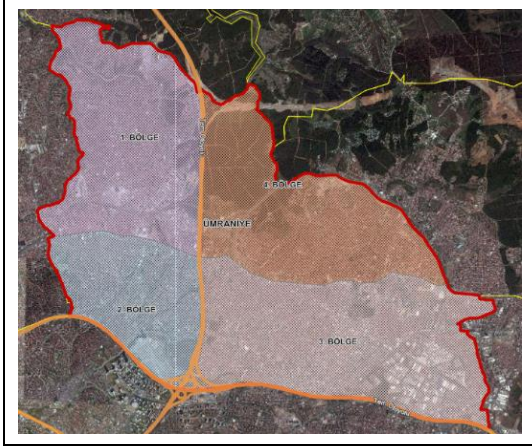 1. BÖLGE
4. BÖLGE
ÜMRANİYE
2. BÖLGE
3. BÖLGE